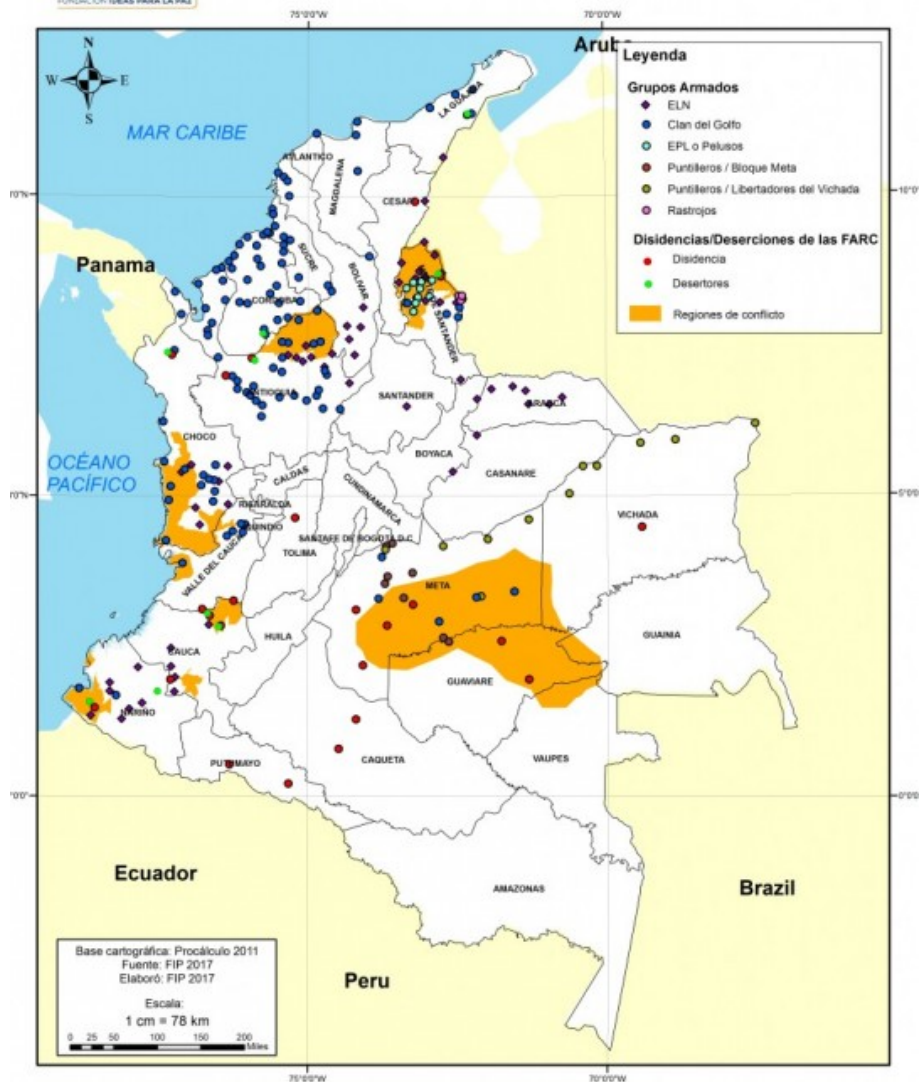 FUNDACIÓN IDEAS PARA LA PAZ
75°0'0"W
70°0'0"W
N
W
E
S
Aruba
Leyenda
Grupos Armados
ELN
Clan del Golfo
EPL o Pelusos
Puntilleros / Bloque Meta
Puntilleros / Libertadores del Vichada
Rastrojos
Disidencias/Deserciones de las FARC
Disidencia
Desertores
Regiones de conflicto
MAR CARIBE
LA GUAJIRA
ATLANTICO
MAGDALENA
CESAR
Panama
SUCRE
BOLIVAR
CORDOBA
SANTANDER
ANTIOQUIA
SANTANDER
ARAUCA
CHOCO
BOYACA
OCÉANO
PACÍFICO
CALDAS
CASANARE
CUNDINAMARCA
RISARALDA
VICHADA
QUINDIO
SANTAFE DE BOGOTA D.C
TOLIMA
VALLE DEL CAUCA
META
HUILA
GUAINIA
CAUCA
GUAVIARE
NARIÑO
PUTUMAYO
CAQUETA
VAUPES
Ecuador
AMAZONAS
Brazil
Peru
Base cartográfica: Procálculo 2011
Fuente: FIP 2017
Elaboró: FIP 2017
Escala:
1 cm = 78 km
0 25 50 100 150 200
Miles
75°0'0"W
70°0'0"W